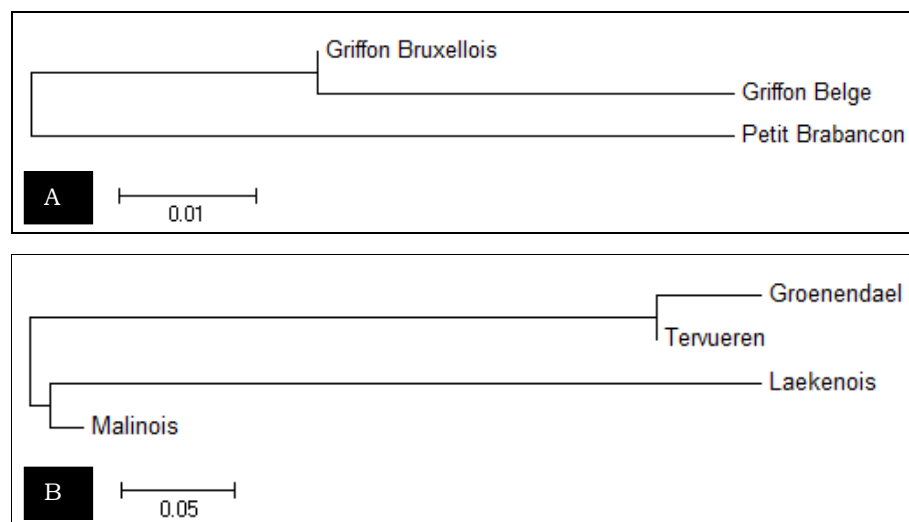 Griffon Bruxellois
Griffon Belge
Petit Brabancon
A
0.01
Groenendael
Tervueren
Laekenois
Malinois
B
0.05